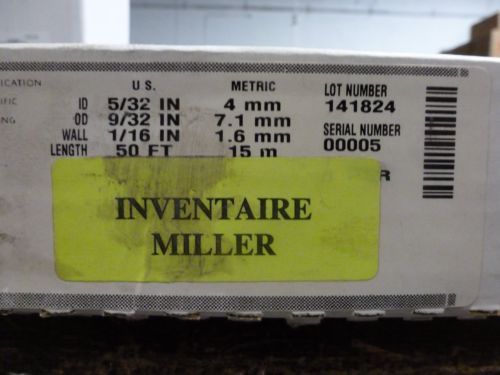 U.S. METRIC LOT NUMBER
ID 5/32 IN 4 mm 141824
OD 9/32 IN 7.1 mm SERIAL NUMBER
WALL 1/16 IN 1.6 mm 00005
LENGTH 50 FT 15 m
INVENTAIRE
MILLER